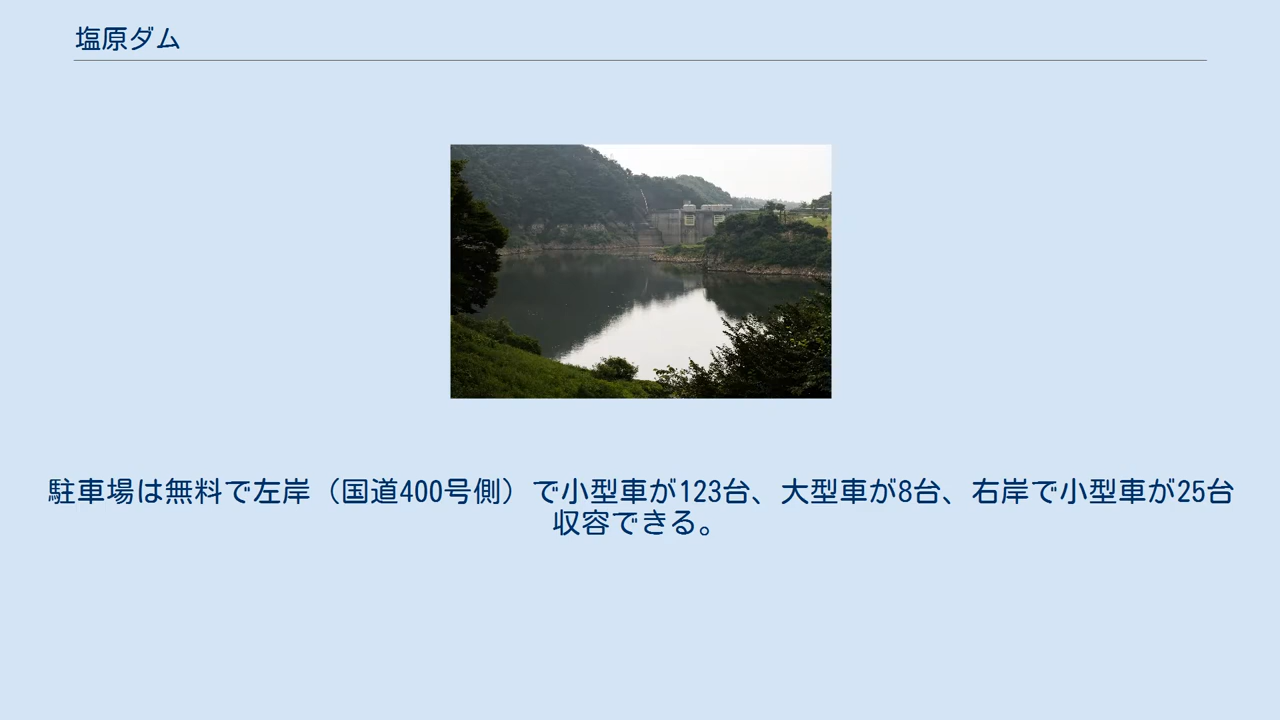 塩原ダム
駐車場は無料で左岸（国道400号側）で小型車が123台、大型車が8台、右岸で小型車が25台
収容できる。